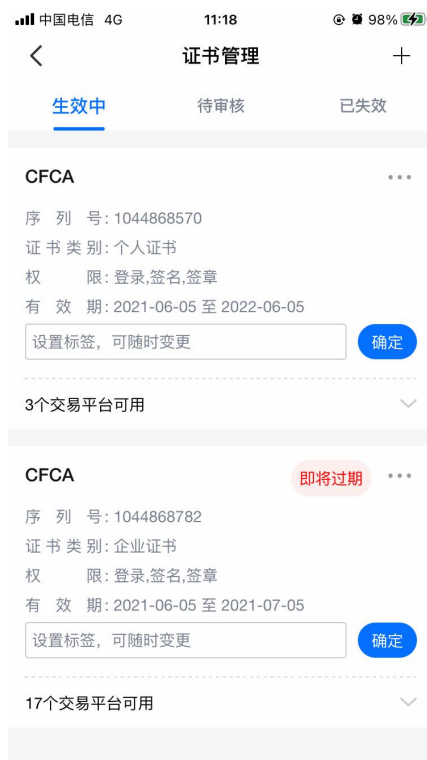 中国电信 4G 11:18 98%
证书管理
生效中 待审核 已失效
CFCA
序列号: 1044868570
证书类别: 个人证书
权限: 登录,签名,签章
有效期: 2021-06-05 至 2022-06-05
设置标签，可随时变更 确定
3个交易平台可用
CFCA 即将过期
序列号: 1044868782
证书类别: 企业证书
权限: 登录,签名,签章
有效期: 2021-06-05 至 2021-07-05
设置标签，可随时变更 确定
17个交易平台可用